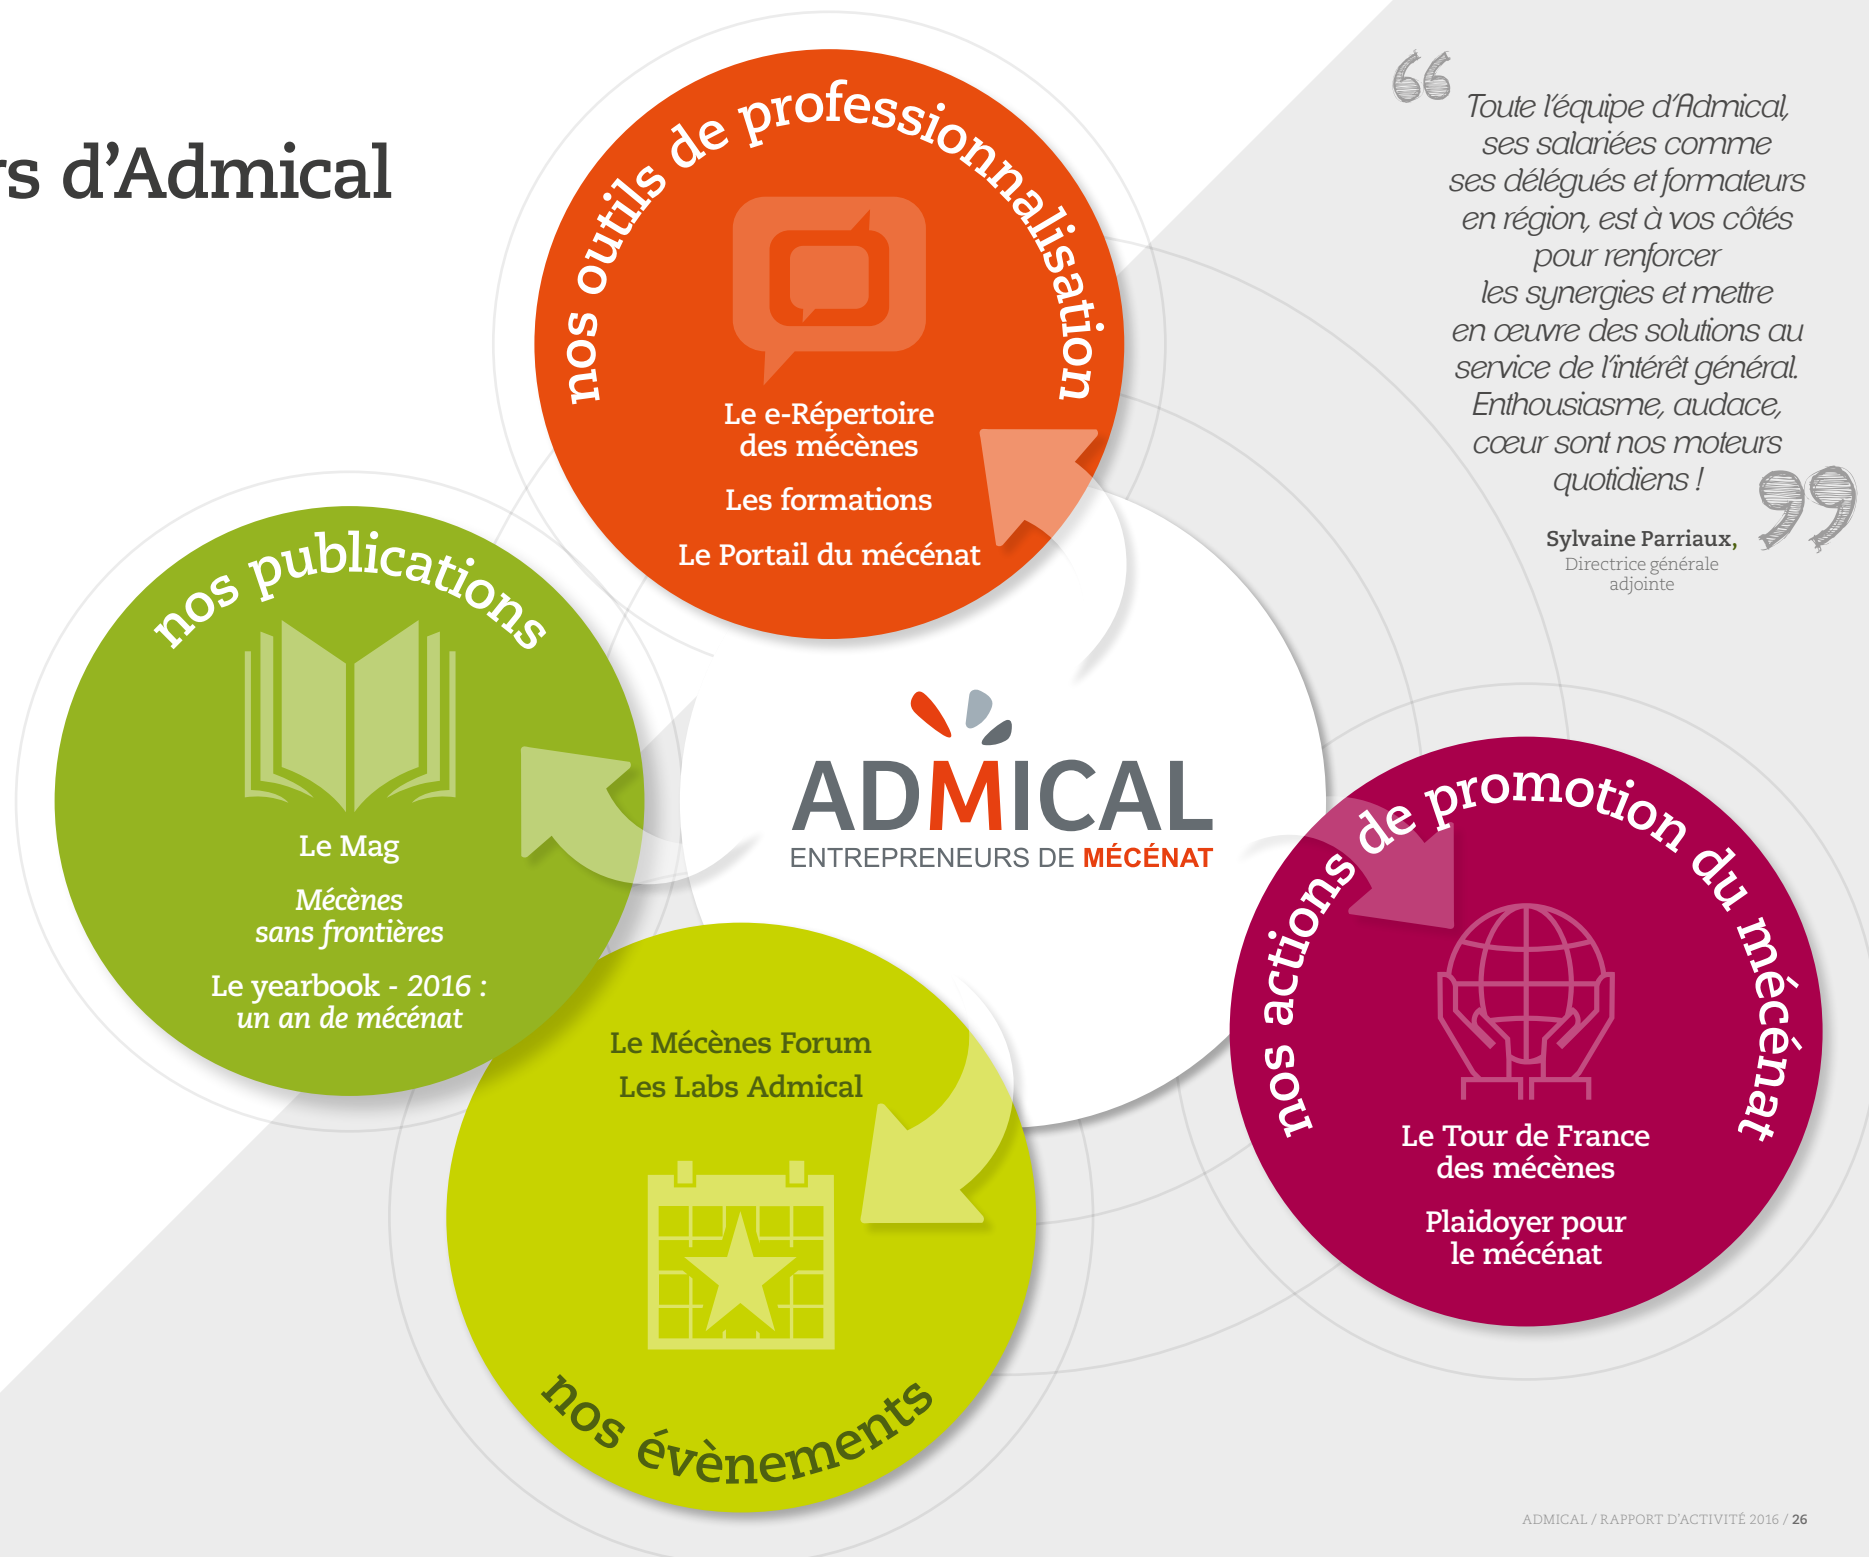 d'Admical
nos outils de professionnalisation
Le e-Répertoire
des mécènes
Les formations
Le Portail du mécénat
nos publications
Le Mag
Mécènes
sans frontières
Le yearbook - 2016 :
un an de mécénat
ADMICAL
ENTREPRENEURS DE MÉCÉNAT
Le Mécènes Forum
Les Labs Admical
nos évènements
nos actions de promotion du mécénat
Le Tour de France
des mécènes
Plaidoyer pour
le mécénat
“
Toute l'équipe d'Admical,
ses salariées comme
ses délégués et formateurs
en région, est à vos côtés
pour renforcer
les synergies et mettre
en œuvre des solutions au
service de l'intérêt général.
Enthousiasme, audace,
cœur sont nos moteurs
quotidiens !
”
Sylvaine Parriaux,
Directrice générale
adjointe
ADMICAL / RAPPORT D'ACTIVITÉ 2016 / 26